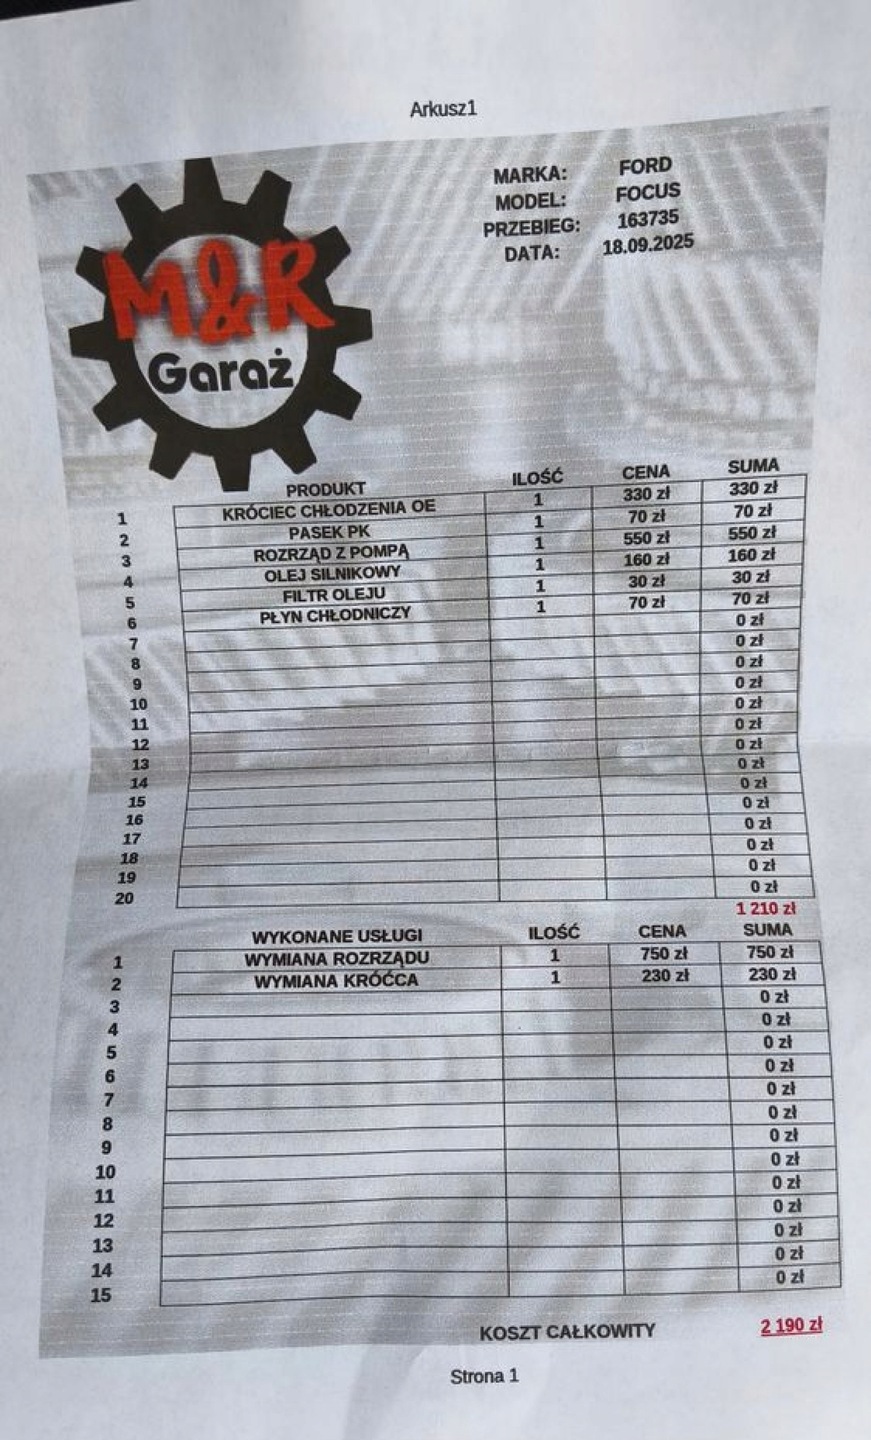 Arkusz1
M&R
Garaż
MARKA: FORD
MODEL: FOCUS
PRZEBIEG: 163735
DATA: 18.09.2025
PRODUKT ILOŚĆ CENA SUMA
1 KRÓCIEC CHŁODZENIA OE 1 330 zł 330 zł
2 PASEK PK 1 70 zł 70 zł
3 ROZRZĄD Z POMPĄ 1 550 zł 550 zł
4 OLEJ SILNIKOWY 1 160 zł 160 zł
5 FILTR OLEJU 1 30 zł 30 zł
6 PŁYN CHŁODNICZY 1 70 zł 70 zł
7 0 zł
8 0 zł
9 0 zł
10 0 zł
11 0 zł
12 0 zł
13 0 zł
14 0 zł
15 0 zł
16 0 zł
17 0 zł
18 0 zł
19 0 zł
20 0 zł
1 210 zł
WYKONANE USŁUGI ILOŚĆ CENA SUMA
1 WYMIANA ROZRZĄDU 1 750 zł 750 zł
2 WYMIANA KRÓĆCA 1 230 zł 230 zł
3 0 zł
4 0 zł
5 0 zł
6 0 zł
7 0 zł
8 0 zł
9 0 zł
10 0 zł
11 0 zł
12 0 zł
13 0 zł
14 0 zł
15 0 zł
KOSZT CAŁKOWITY 2 190 zł
Strona 1